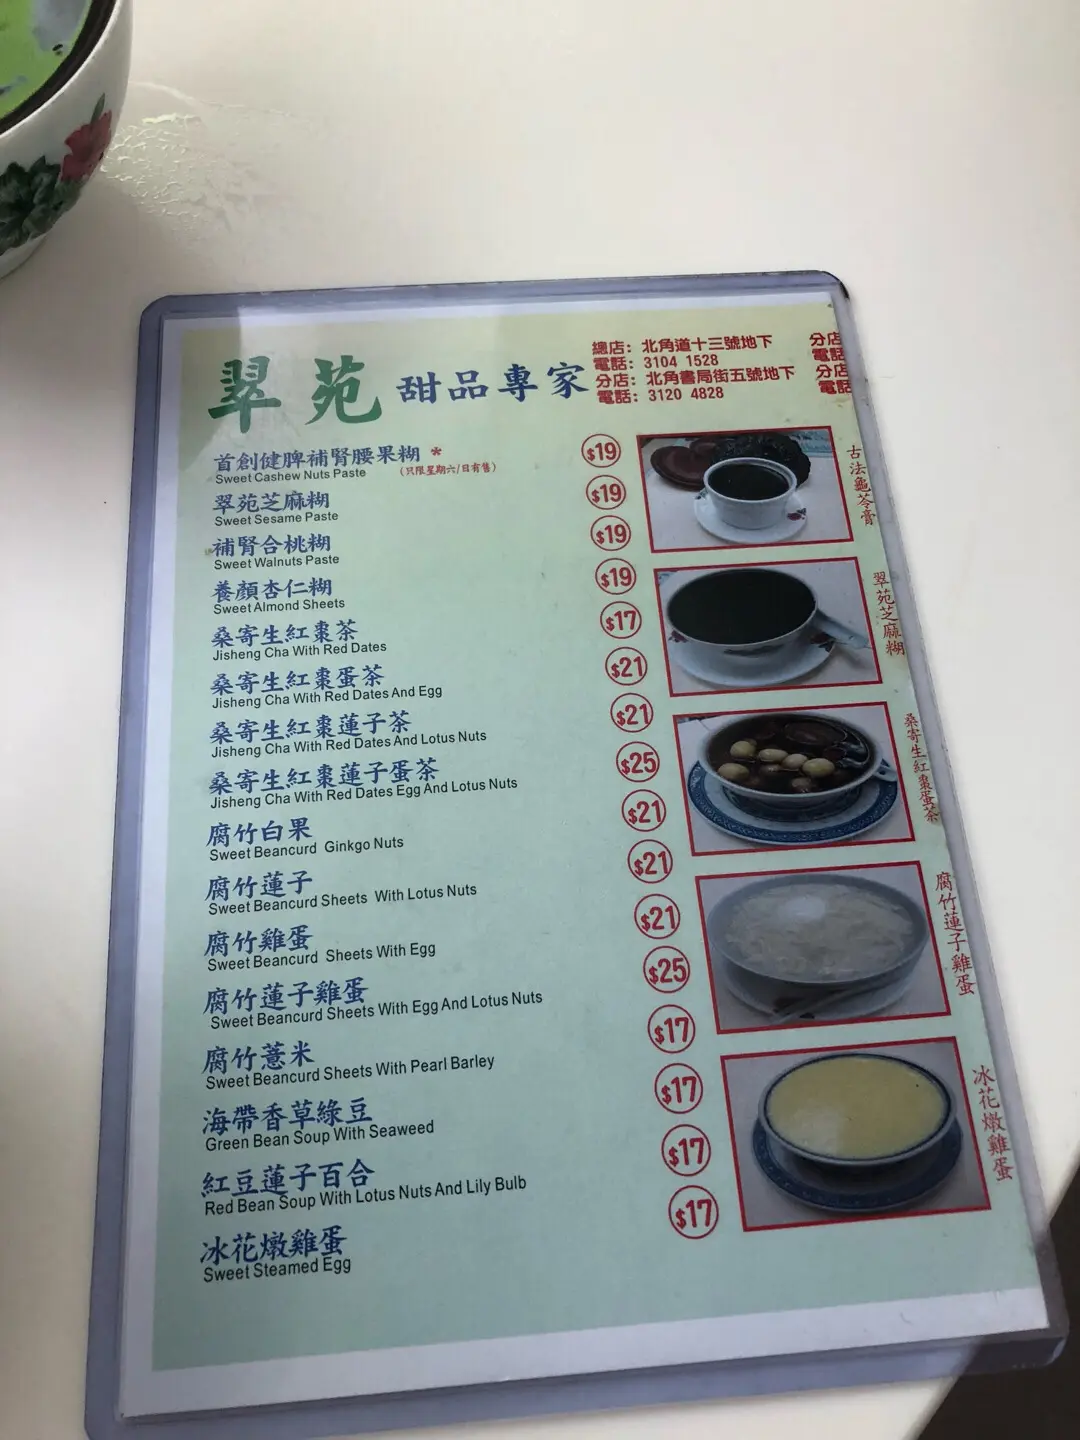 翠苑 甜品專家
總店: 北角道十三號地下
電話: 3104 1528
分店: 北角書局街五號地下
電話: 3120 4828
分店
電話
分店
電話
首創健脾補腎腰果糊 * $19
Sweet Cashew Nuts Paste (只限星期六/日有售)
翠苑芝麻糊 $19
Sweet Sesame Paste
補腎合桃糊 $19
Sweet Walnuts Paste
養顏杏仁糊 $19
Sweet Almond Sheets
桑寄生紅棗茶 $17
Jisheng Cha With Red Dates
桑寄生紅棗蛋茶 $21
Jisheng Cha With Red Dates And Egg
桑寄生紅棗蓮子茶 $21
Jisheng Cha With Red Dates And Lotus Nuts
桑寄生紅棗蓮子蛋茶 $25
Jisheng Cha With Red Dates Egg And Lotus Nuts
腐竹白果 $21
Sweet Beancurd Ginkgo Nuts
腐竹蓮子 $21
Sweet Beancurd Sheets With Lotus Nuts
腐竹雞蛋 $21
Sweet Beancurd Sheets With Egg
腐竹蓮子雞蛋 $25
Sweet Beancurd Sheets With Egg And Lotus Nuts
腐竹薏米 $17
Sweet Beancurd Sheets With Pearl Barley
海帶香草綠豆 $17
Green Bean Soup With Seaweed
紅豆蓮子百合 $17
Red Bean Soup With Lotus Nuts And Lily Bulb
冰花燉雞蛋 $17
Sweet Steamed Egg
古法龜苓膏
翠苑芝麻糊
桑寄生紅棗蛋茶
腐竹蓮子雞蛋
冰花燉雞蛋